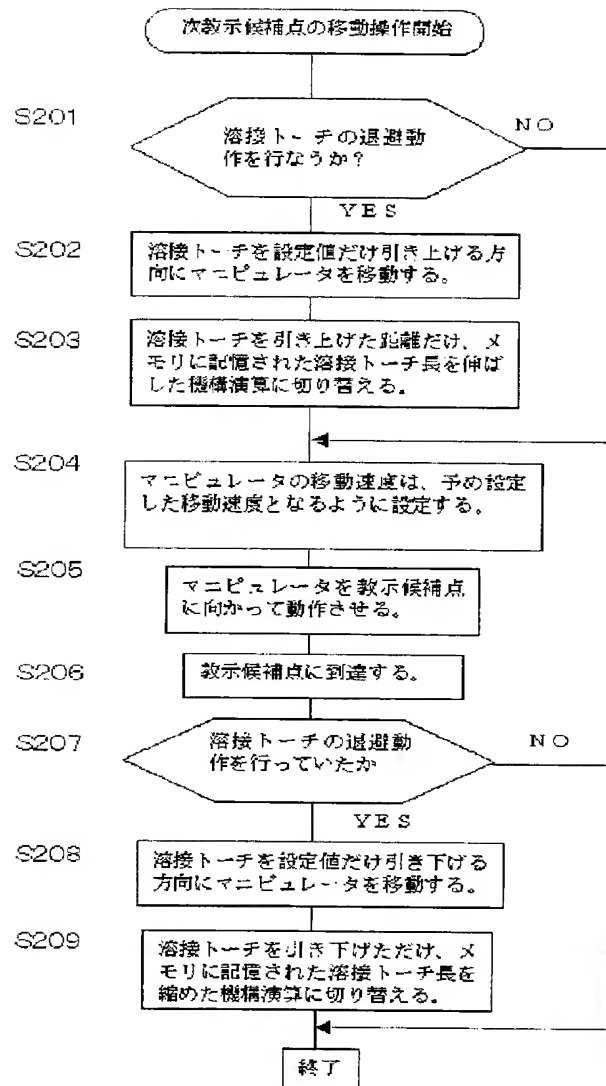 次教示候補点の移動操作開始
S201
溶接トーチの退避動
作を行なうか？
NO
YES
S202
溶接トーチを設定値だけ引き上げる方
向にマニピュレータを移動する。
S203
溶接トーチを引き上げた距離だけ、メ
モリに記憶された溶接トーチ長を伸ば
した機構演算に切り替える。
S204
マニピュレータの移動速度は、予め設定
した移動速度となるように設定する。
S205
マニピュレータを教示候補点
に向かって動作させる。
S206
教示候補点に到達する。
S207
溶接トーチの退避動
作を行っていたか
NO
YES
S208
溶接トーチを設定値だけ引き下げる
方向にマニピュレータを移動する。
S209
溶接トーチを引き下げただけ、メ
モリに記憶された溶接トーチ長を
縮めた機構演算に切り替える。
終了